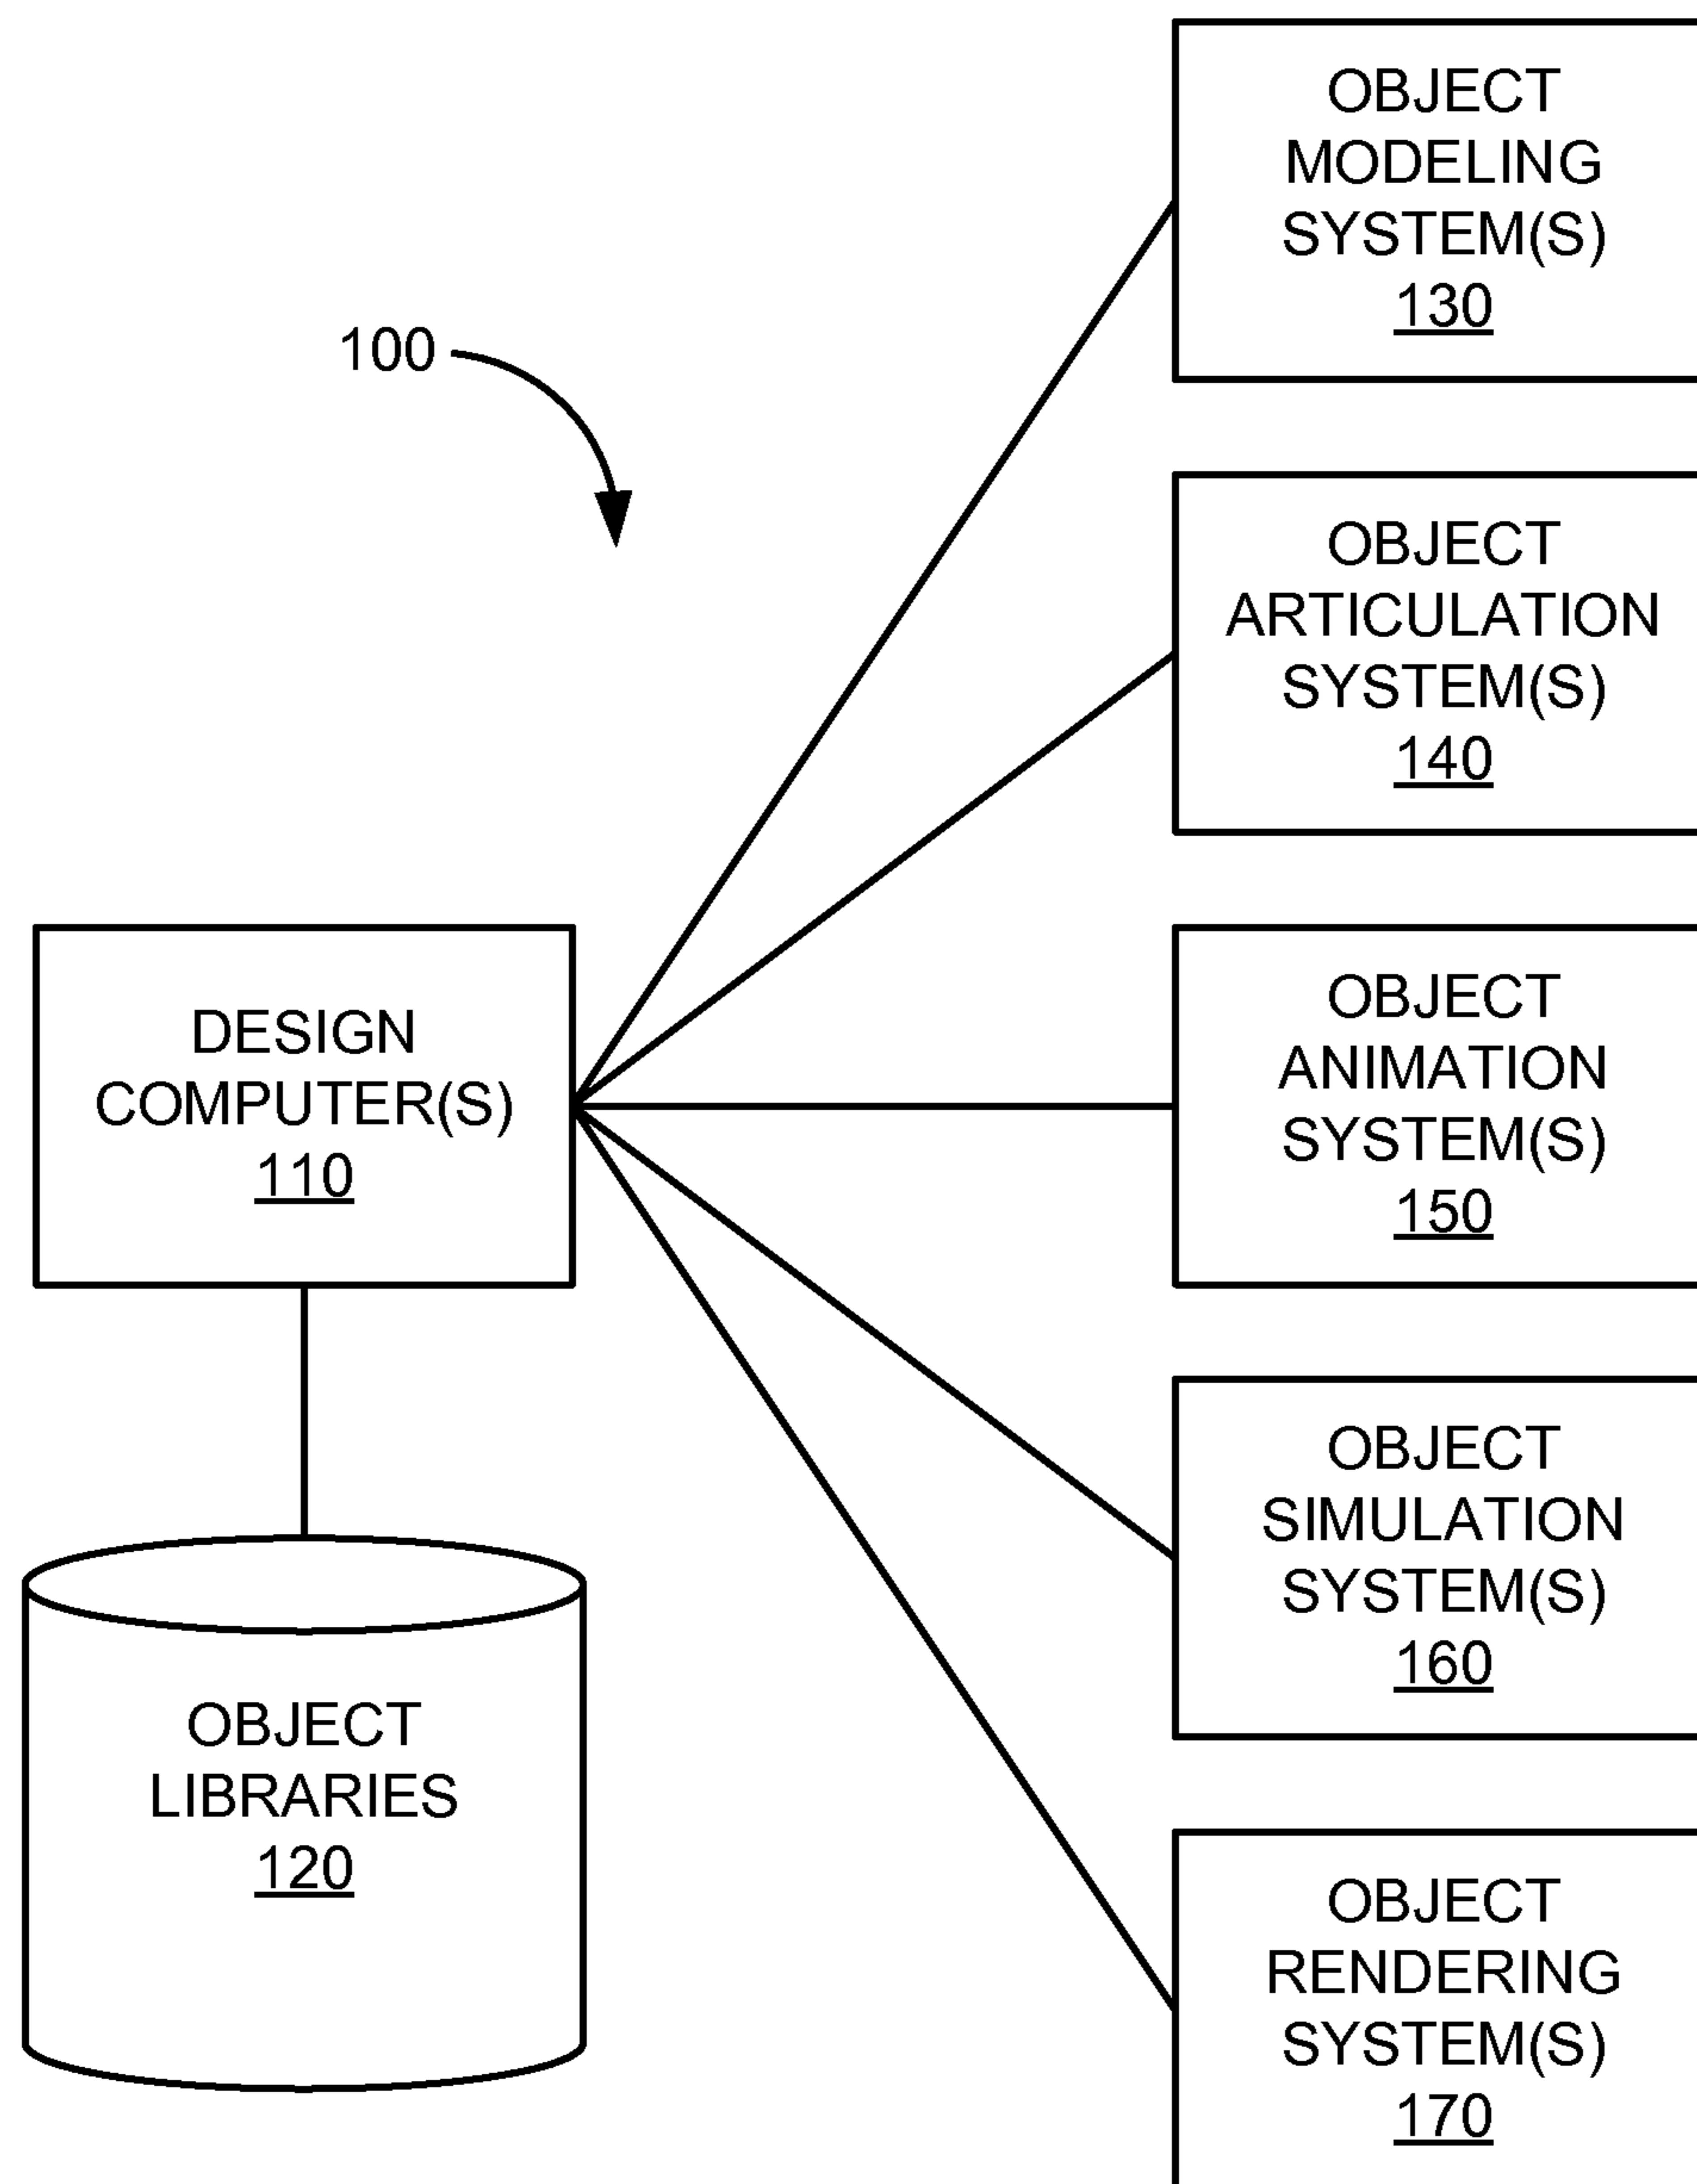 100
DESIGN
COMPUTER(S)
110
OBJECT
LIBRARIES
120
OBJECT
MODELING
SYSTEM(S)
130
OBJECT
ARTICULATION
SYSTEM(S)
140
OBJECT
ANIMATION
SYSTEM(S)
150
OBJECT
SIMULATION
SYSTEM(S)
160
OBJECT
RENDERING
SYSTEM(S)
170